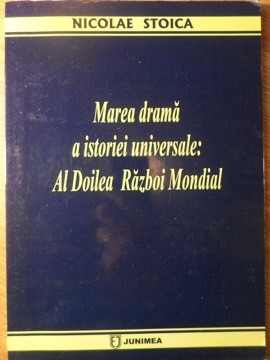 NICOLAE STOICA
Marea dramă
a istoriei universale:
Al Doilea Război Mondial
JUNIMEA